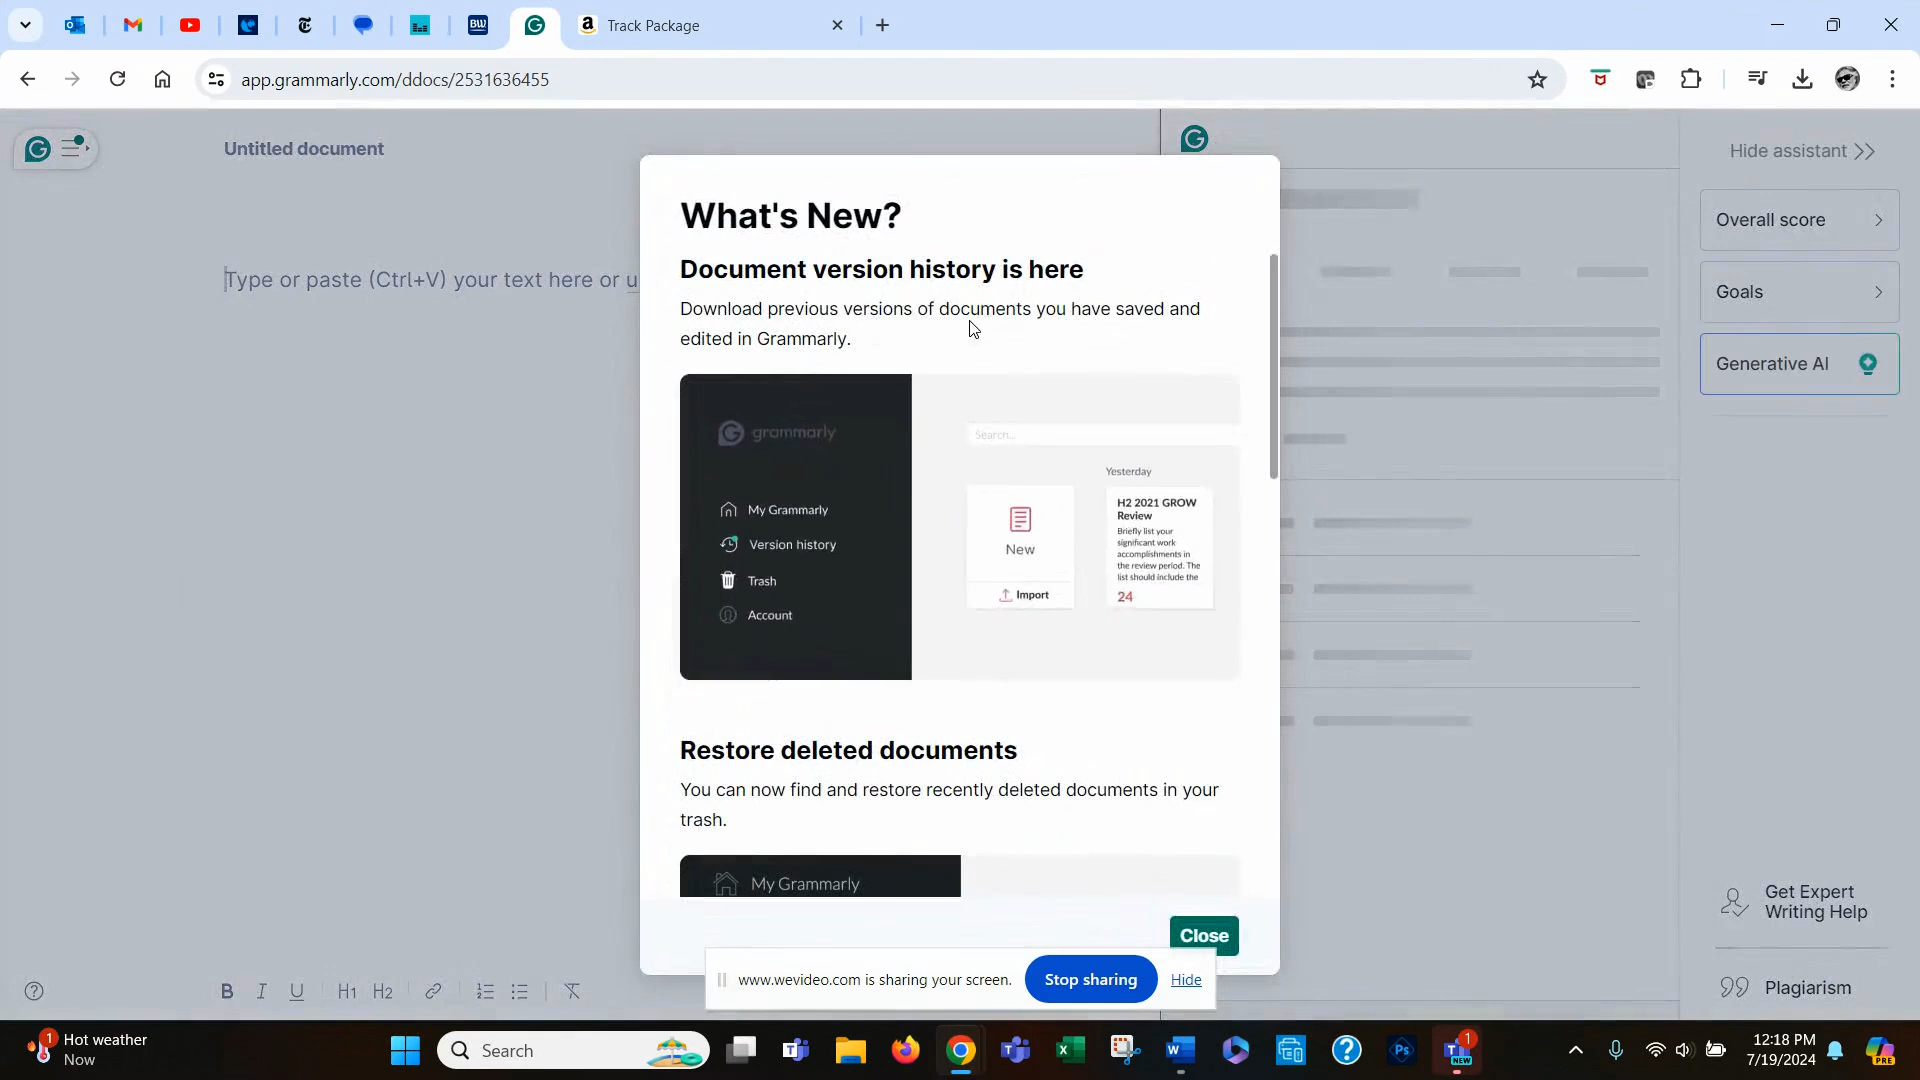 Track Package
app.grammarly.com/ddocs/2531636455
Untitled document
Hide assistant
Type or paste (Ctrl+V) your text here or u
Overall score
Goals
Generative AI
Get Expert
Writing Help
Plagiarism
What's New?
Document version history is here
Download previous versions of documents you have saved and
edited in Grammarly.
grammarly
My Grammarly
Version history
Trash
Account
Search...
Yesterday
New
Import
H2 2021 GROW
Review
Briefly list your
significant work
accomplishments in
the review period. The
list should include the
24
Restore deleted documents
You can now find and restore recently deleted documents in your
trash.
My Grammarly
Close
www.wevideo.com is sharing your screen.
Stop sharing
Hide
B I U H1 H2
1
Hot weather
Now
Search
1
NEW
12:18 PM
7/19/2024
PRE